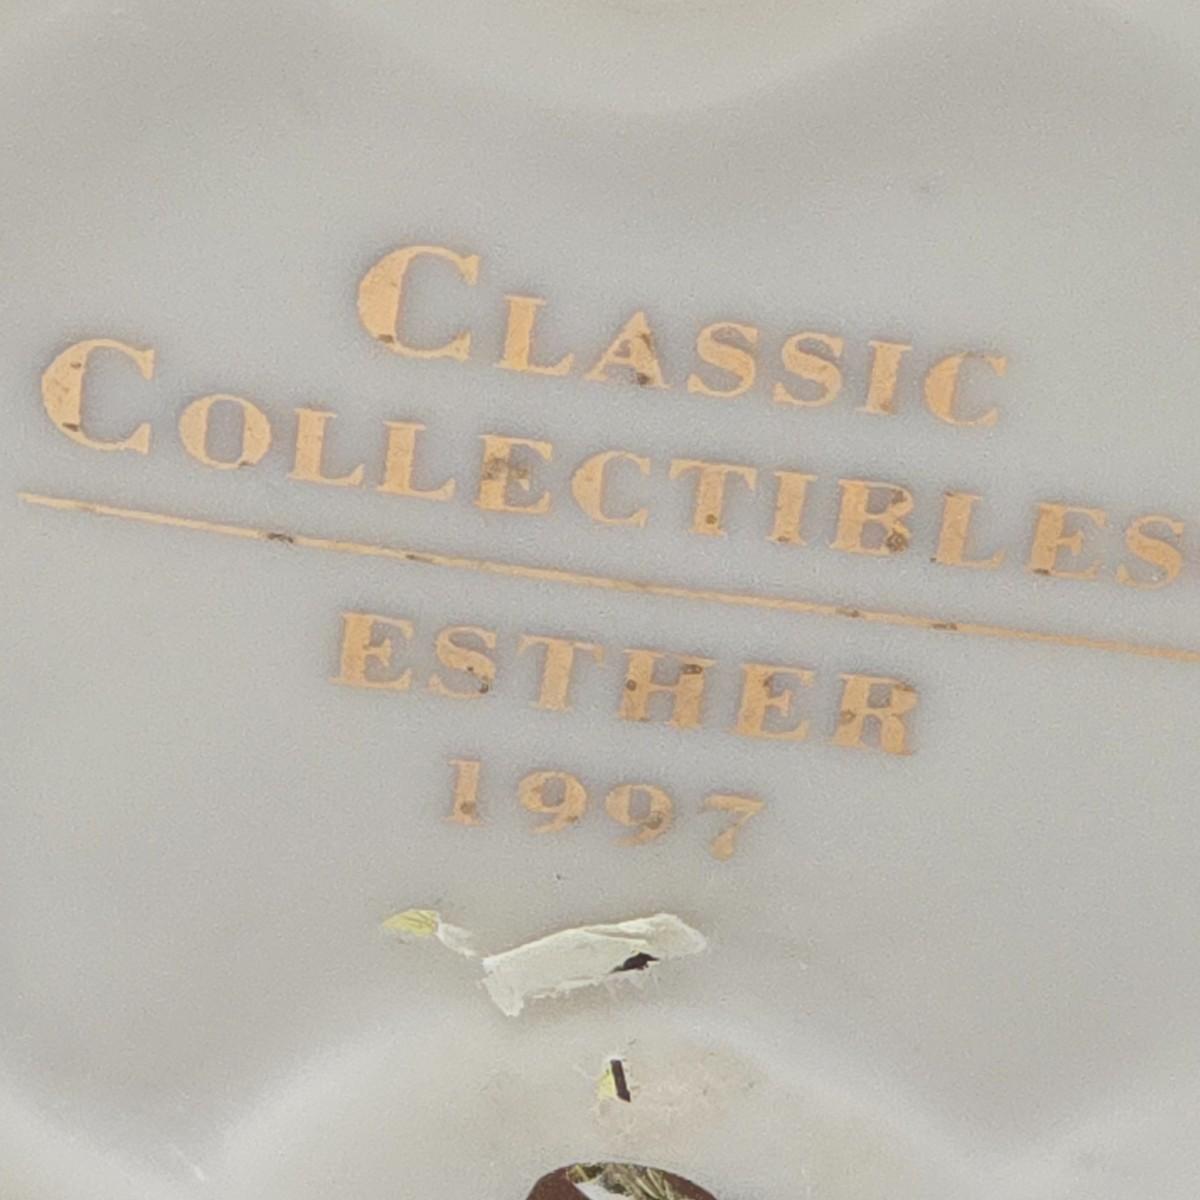 CLASSIC
COLLECTIBLES
ESTHER
1997